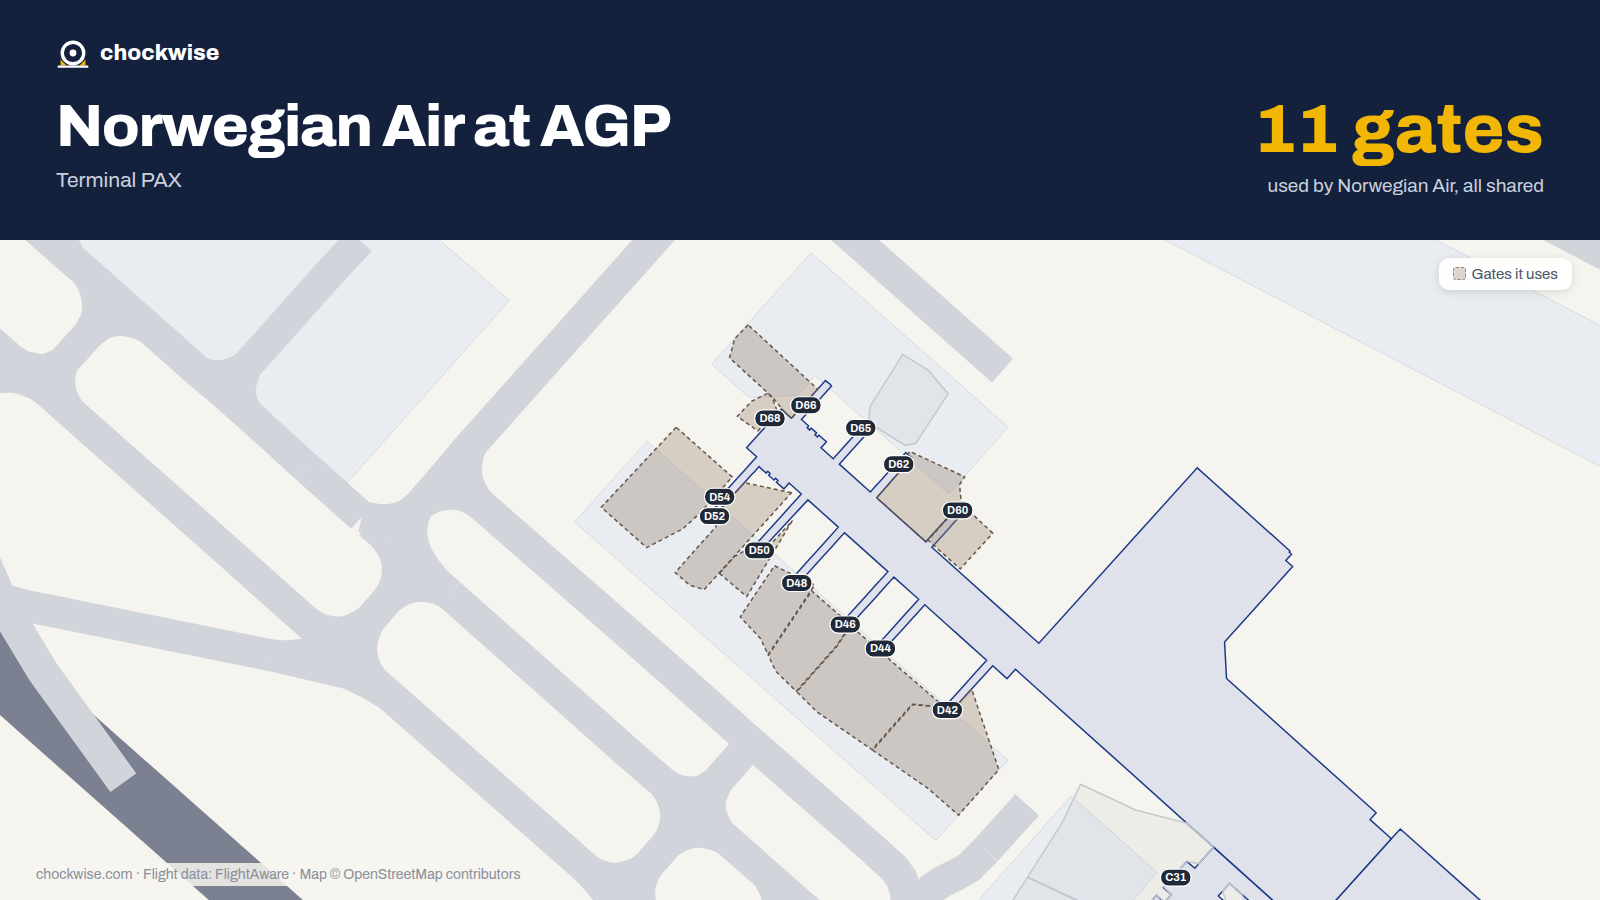 chockwise
Norwegian Air at AGP
Terminal PAX
11 gates
used by Norwegian Air, all shared
Gates it uses
D66
D68
D65
D62
D54
D52
D60
D50
D48
D46
D44
D42
C31
chockwise.com · Flight data: FlightAware · Map © OpenStreetMap contributors